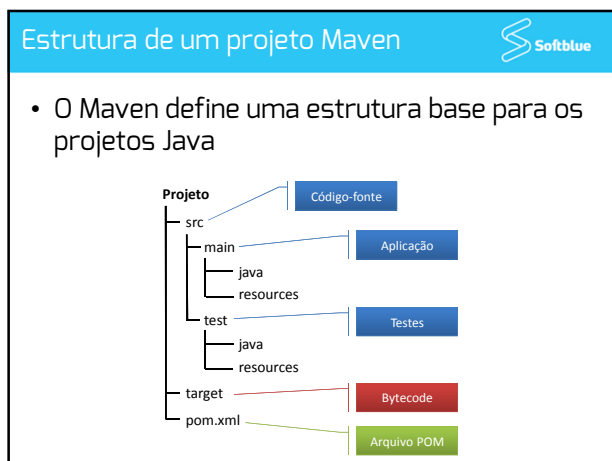 Estrutura de um projeto Maven
Softblue
• O Maven define uma estrutura base para os
projetos Java
Projeto
Código-fonte
src
main
Aplicação
java
resources
test
Testes
java
resources
target
Bytecode
pom.xml
Arquivo POM